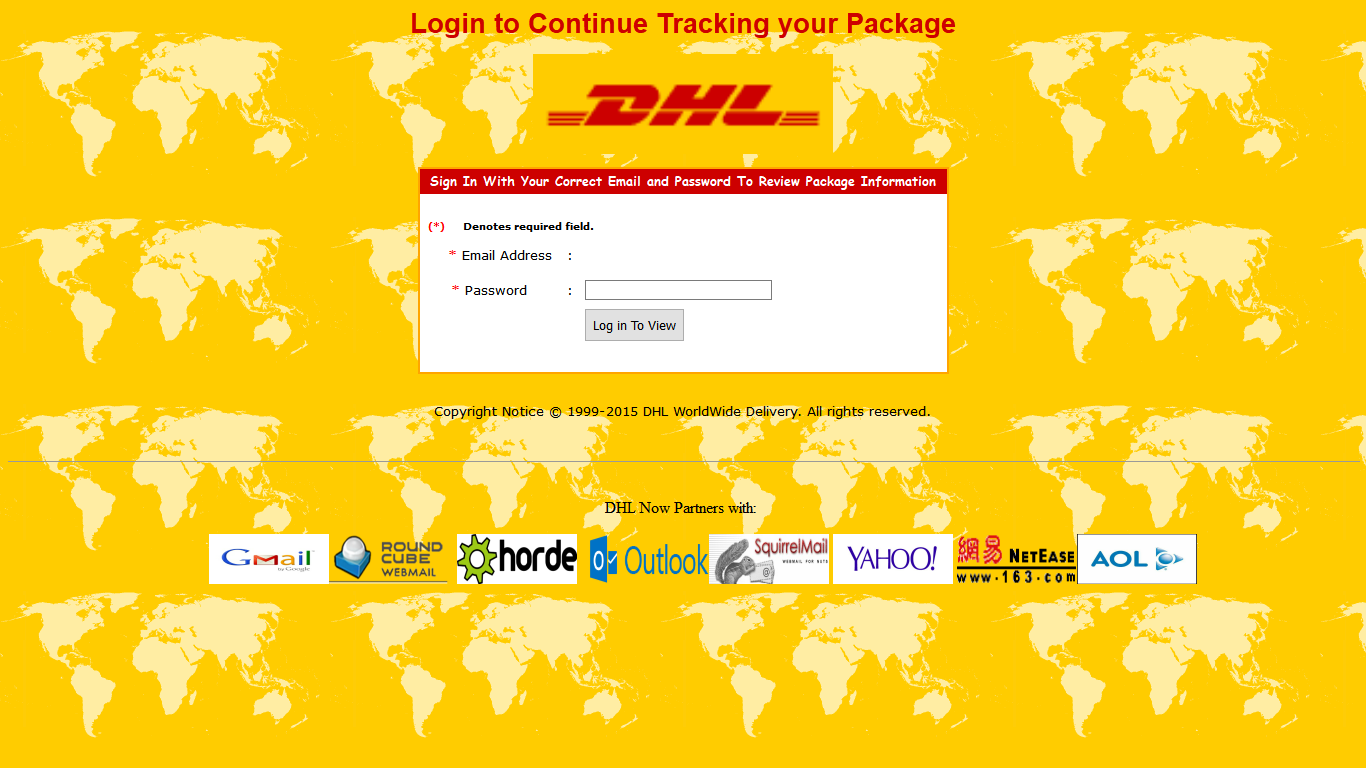 Login to Continue Tracking your Package
DHL
Sign In With Your Correct Email and Password To Review Package Information
(*) Denotes required field.
* Email Address :
* Password :
Log in To View
Copyright Notice © 1999-2015 DHL WorldWide Delivery. All rights reserved.
DHL Now Partners with:
Gmail by Google
ROUND CUBE WEBMAIL
horde
Outlook
SquirrelMail WEBMAIL FOR NUTS
YAHOO!
網易 NETEASE www.163.com
AOL